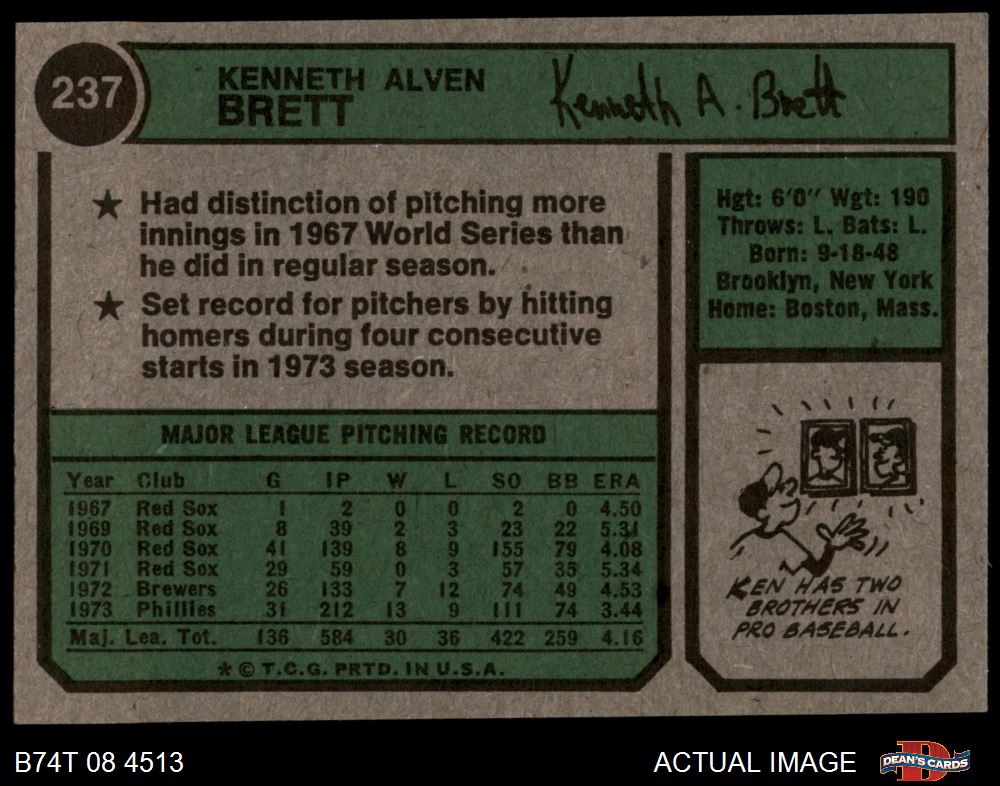 237
KENNETH ALVEN
BRETT
Kenneth A. Brett
★ Had distinction of pitching more
innings in 1967 World Series than
he did in regular season.
★ Set record for pitchers by hitting
homers during four consecutive
starts in 1973 season.
Hgt: 6'0" Wgt: 190
Throws: L. Bats: L.
Born: 9-18-48
Brooklyn, New York
Home: Boston, Mass.
MAJOR LEAGUE PITCHING RECORD
Year Club G IP W L SO BB ERA
1967 Red Sox 1 2 0 0 2 0 4.50
1969 Red Sox 8 39 2 3 23 22 5.31
1970 Red Sox 41 139 8 9 155 79 4.08
1971 Red Sox 29 59 0 3 57 35 5.34
1972 Brewers 26 133 7 12 74 49 4.53
1973 Phillies 31 212 13 9 111 74 3.44
Maj. Lea. Tot. 136 584 30 36 422 259 4.16
* © T.C.G. PRTD. IN U.S.A.
KEN HAS TWO
BROTHERS IN
PRO BASEBALL.
B74T 08 4513
ACTUAL IMAGE
D
DEAN'S CARDS